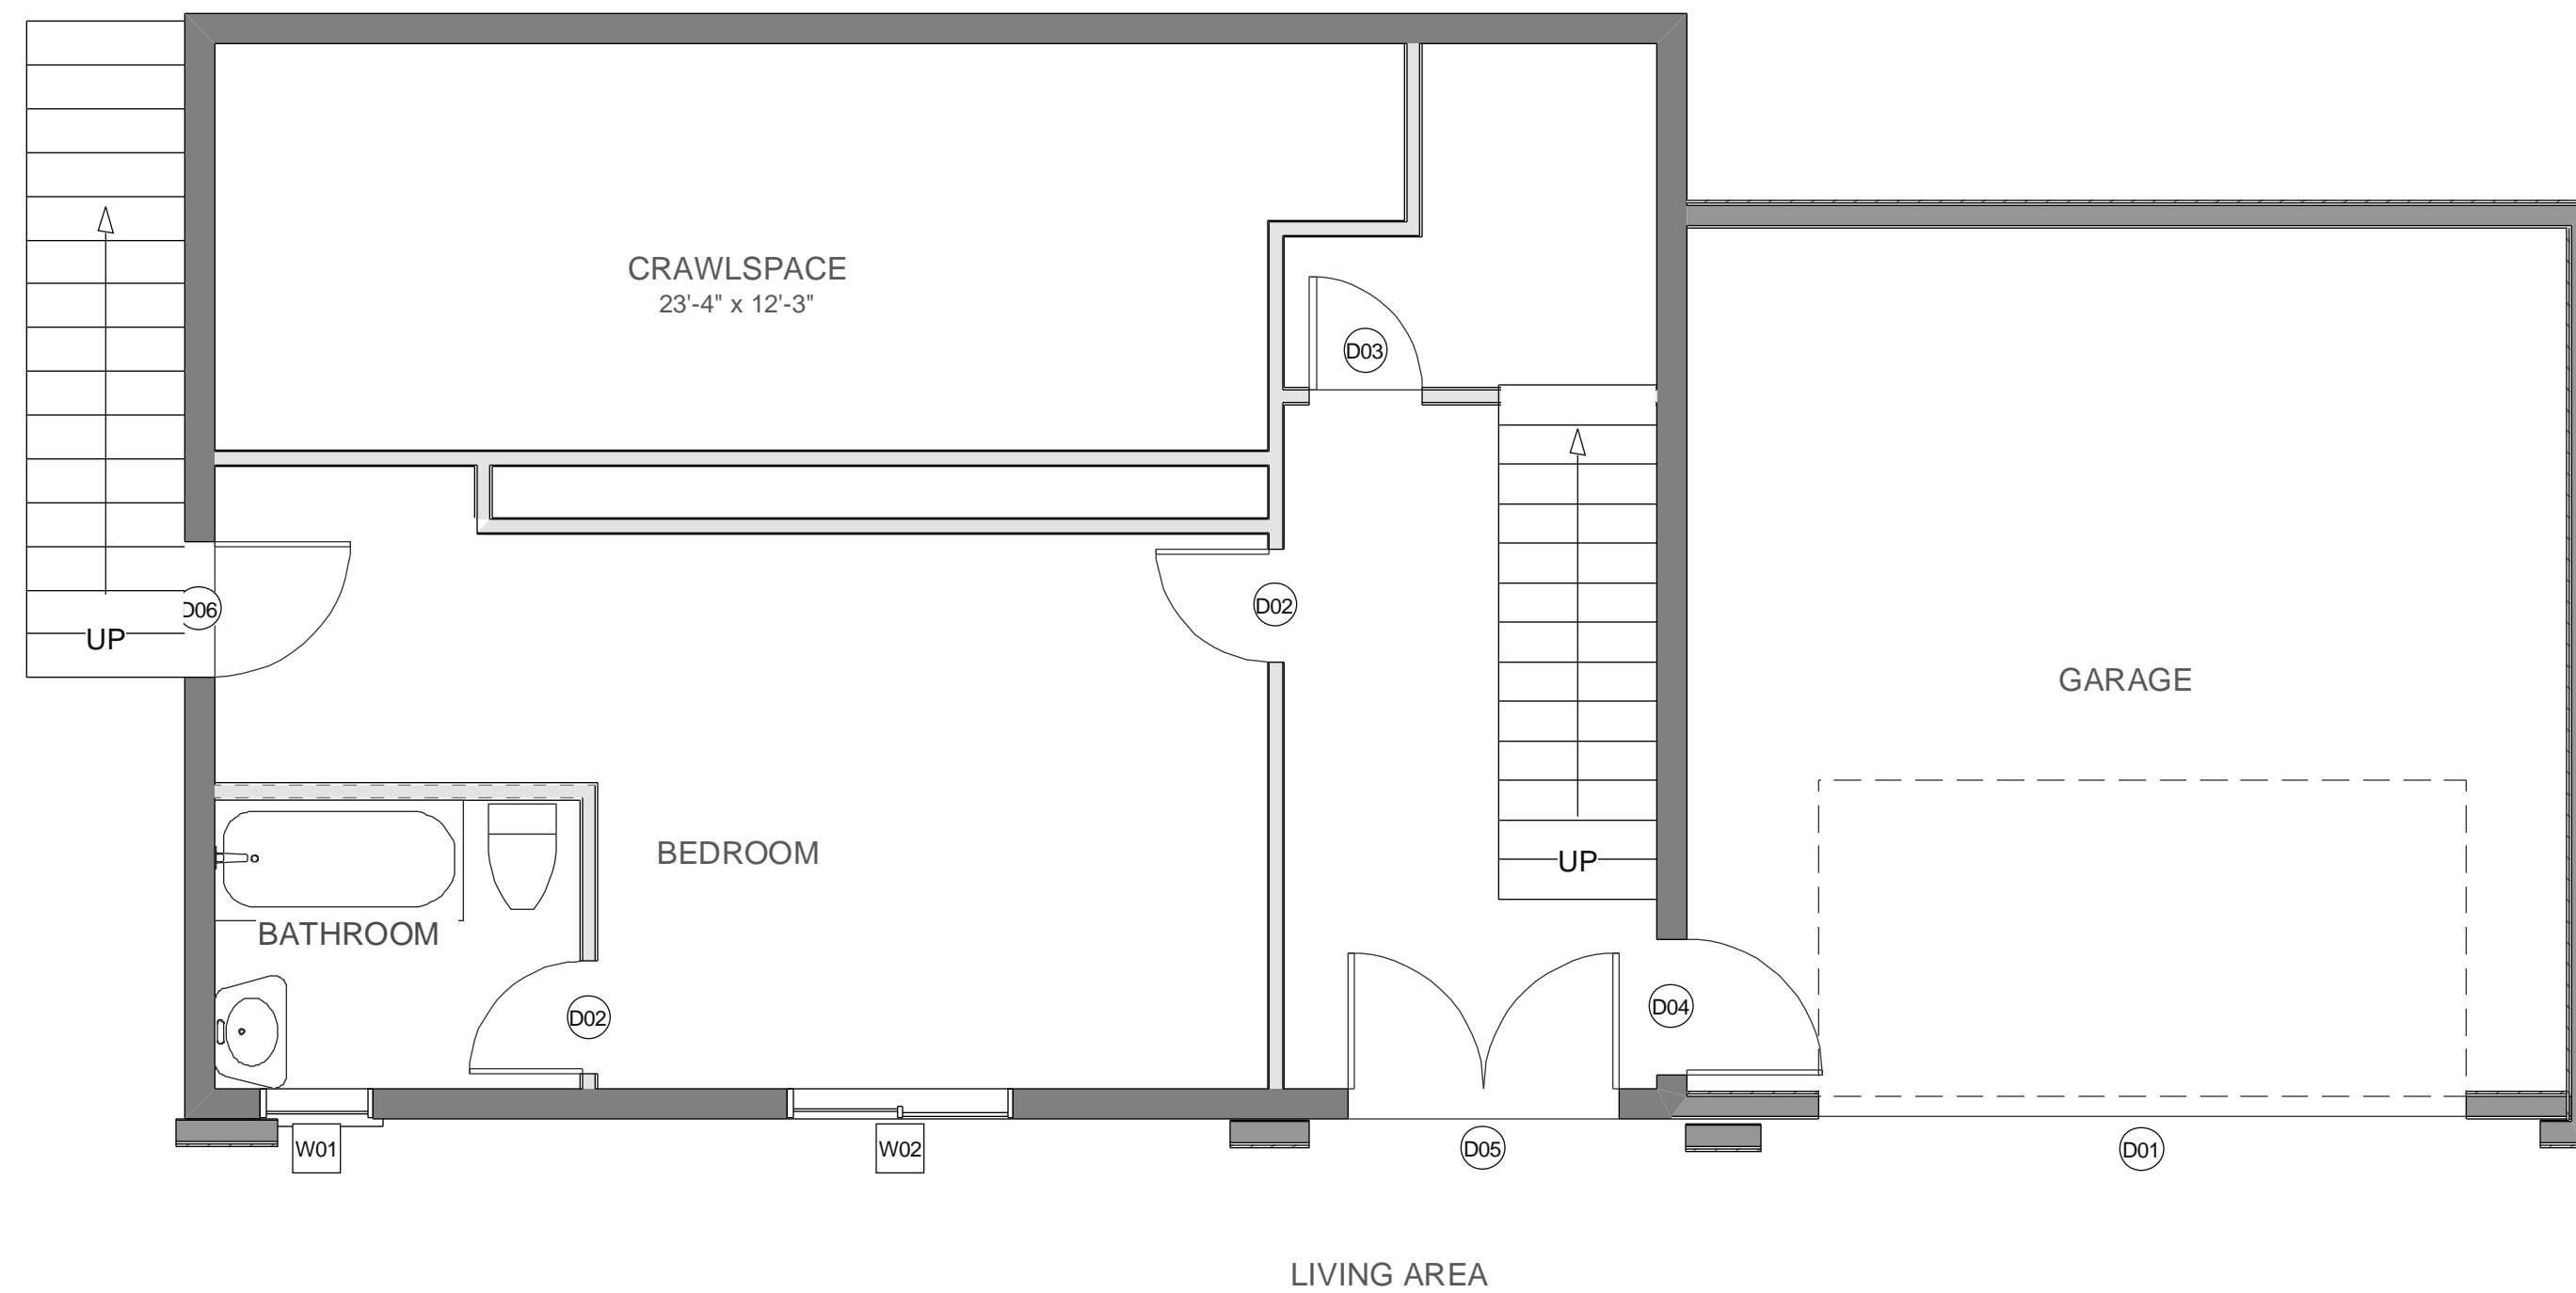 CRAWLSPACE
23'-4" x 12'-3"
D03
D06
D02
UP
GARAGE
BEDROOM
UP
BATHROOM
D02
D04
W01
W02
D05
D01
LIVING AREA